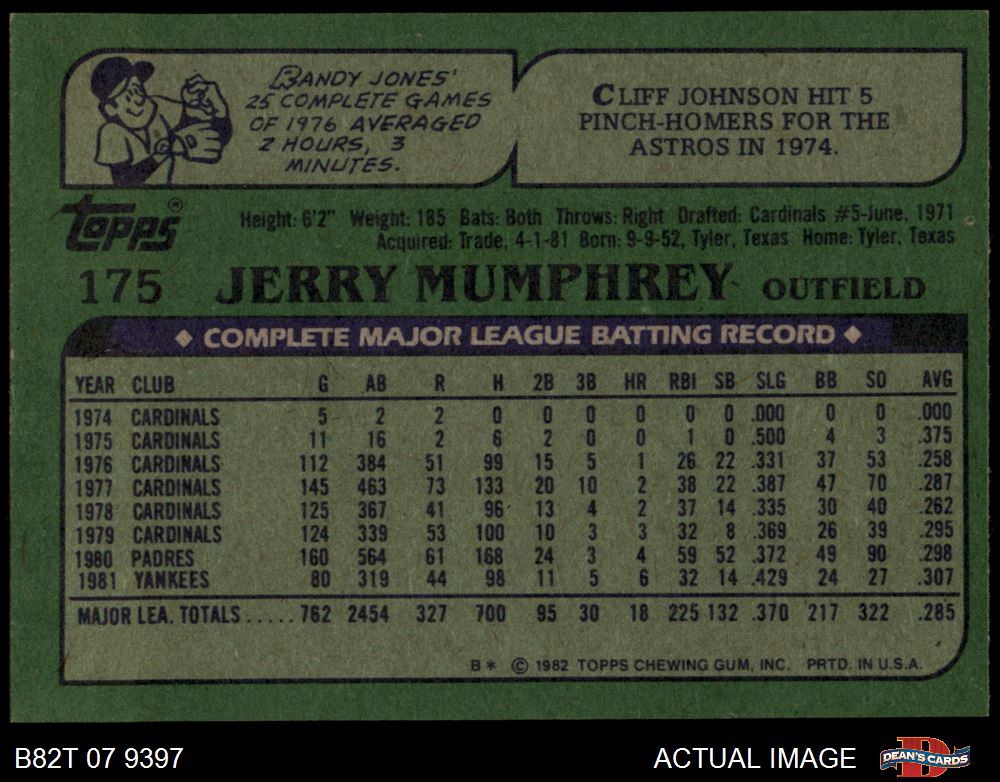 RANDY JONES'
25 COMPLETE GAMES
OF 1976 AVERAGED
2 HOURS, 3
MINUTES.
CLIFF JOHNSON HIT 5
PINCH-HOMERS FOR THE
ASTROS IN 1974.
topps®
Height: 6'2" Weight: 185 Bats: Both Throws: Right Drafted: Cardinals #5-June, 1971
Acquired: Trade, 4-1-81 Born: 9-9-52, Tyler, Texas Home: Tyler, Texas
175 JERRY MUMPHREY OUTFIELD
◆ COMPLETE MAJOR LEAGUE BATTING RECORD ◆
YEAR CLUB G AB R H 2B 3B HR RBI SB SLG BB SO AVG
1974 CARDINALS 5 2 2 0 0 0 0 0 0 .000 0 0 .000
1975 CARDINALS 11 16 2 6 2 0 0 1 0 .500 4 3 .375
1976 CARDINALS 112 384 51 99 15 5 1 26 22 .331 37 53 .258
1977 CARDINALS 145 463 73 133 20 10 2 38 22 .387 47 70 .287
1978 CARDINALS 125 367 41 96 13 4 2 37 14 .335 30 40 .262
1979 CARDINALS 124 339 53 100 10 3 3 32 8 .369 26 39 .295
1980 PADRES 160 564 61 168 24 3 4 59 52 .372 49 90 .298
1981 YANKEES 80 319 44 98 11 5 6 32 14 .429 24 27 .307
MAJOR LEA. TOTALS ..... 762 2454 327 700 95 30 18 225 132 .370 217 322 .285
B* © 1982 TOPPS CHEWING GUM, INC. PRTD. IN U.S.A.
B82T 07 9397
ACTUAL IMAGE
DEAN'S CARDS